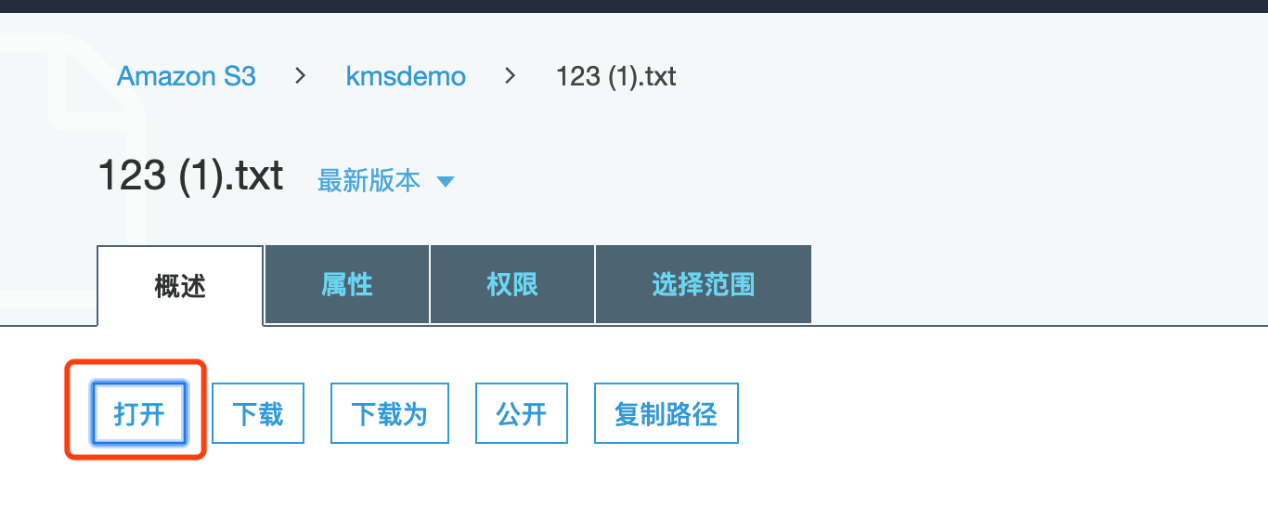 Amazon S3 > kmsdemo > 123 (1).txt
123 (1).txt 最新版本
概述 属性 权限 选择范围
打开 下载 下载为 公开 复制路径